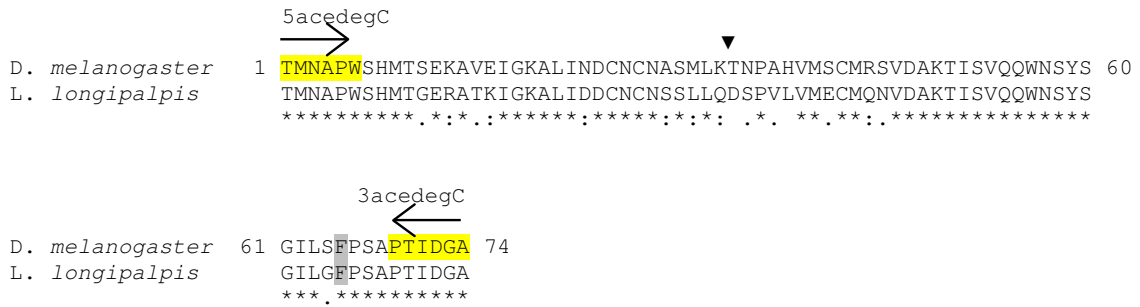 5acedegC
▼
D. melanogaster 1 TMNAPWSHMTSEKAVEIGKALINDCNCNASMLKTNPAHVMSCMRSVDAKTISVQQWNSYS 60
L. longipalpis TMNAPWSHMTGERATKIGKALIDDCNCNSSLLQDSPVLVMECMQNVDAKTISVQQWNSYS
**********.*:*.:******:*****:*:*: .*. **.**:.***************
3acedegC
D. melanogaster 61 GILSFPSAPTIDGA 74
L. longipalpis GILGFPSAPTIDGA
***.**********